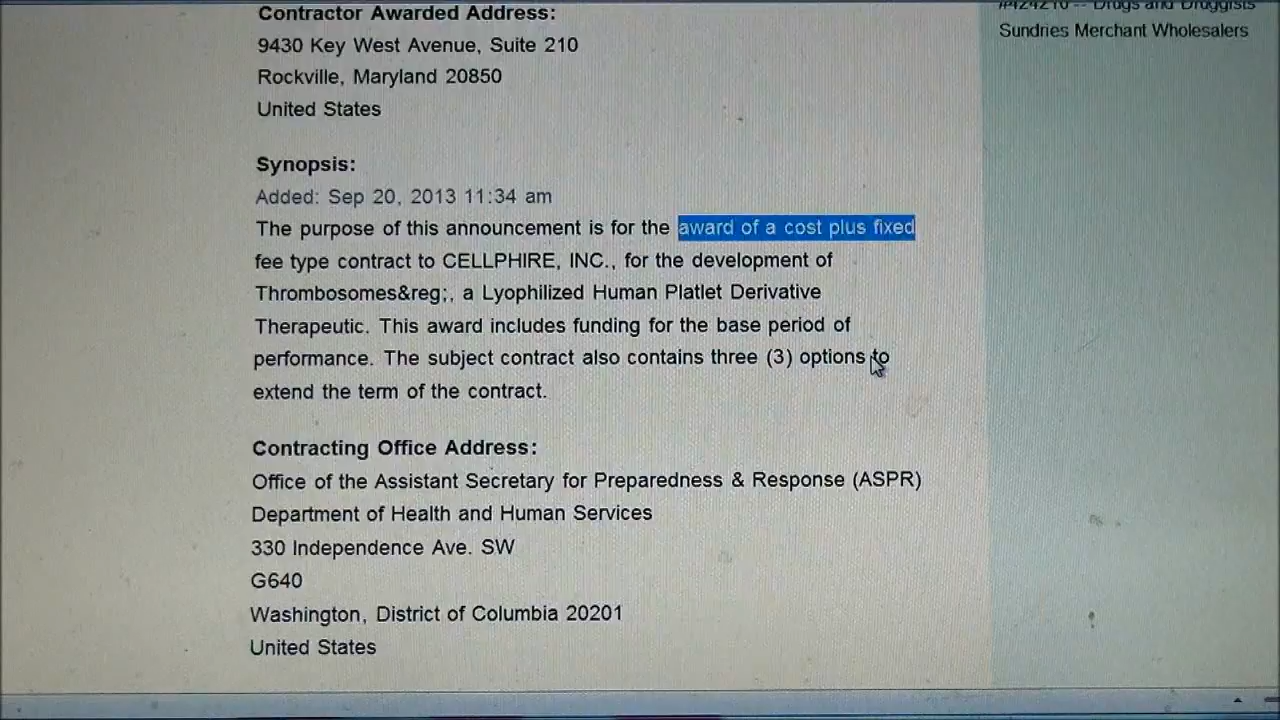 Contractor Awarded Address:
9430 Key West Avenue, Suite 210
Rockville, Maryland 20850
United States
Synopsis:
Added: Sep 20, 2013 11:34 am
The purpose of this announcement is for the award of a cost plus fixed
fee type contract to CELLPHIRE, INC., for the development of
Thrombosomes&reg;, a Lyophilized Human Platlet Derivative
Therapeutic. This award includes funding for the base period of
performance. The subject contract also contains three (3) options to
extend the term of the contract.
Contracting Office Address:
Office of the Assistant Secretary for Preparedness & Response (ASPR)
Department of Health and Human Services
330 Independence Ave. SW
G640
Washington, District of Columbia 20201
United States
-- Drugs and Druggists
Sundries Merchant Wholesalers